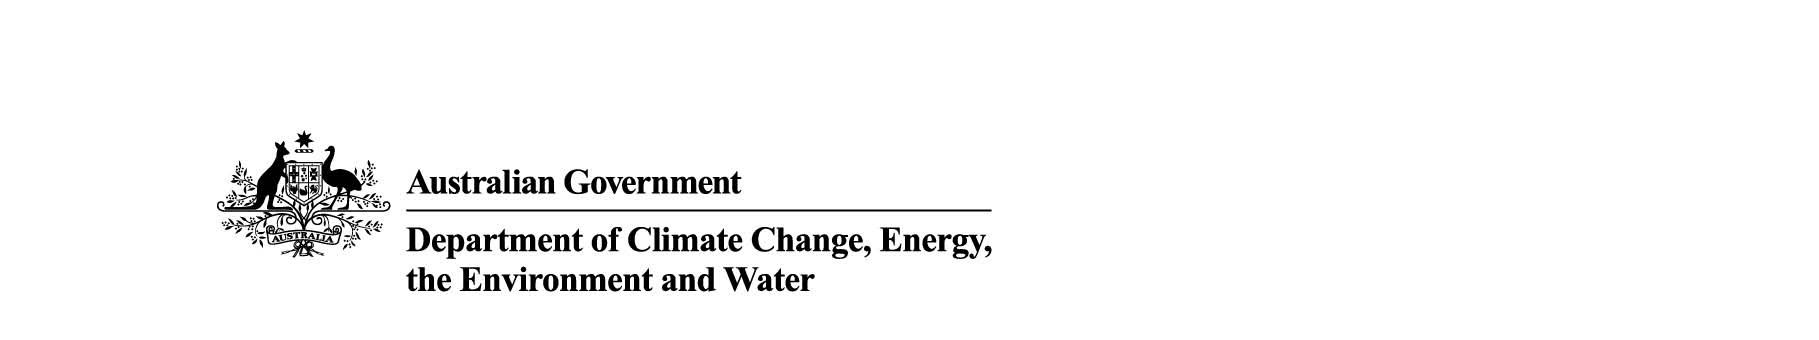 AUSTRALIA
Australian Government
Department of Climate Change, Energy,
the Environment and Water